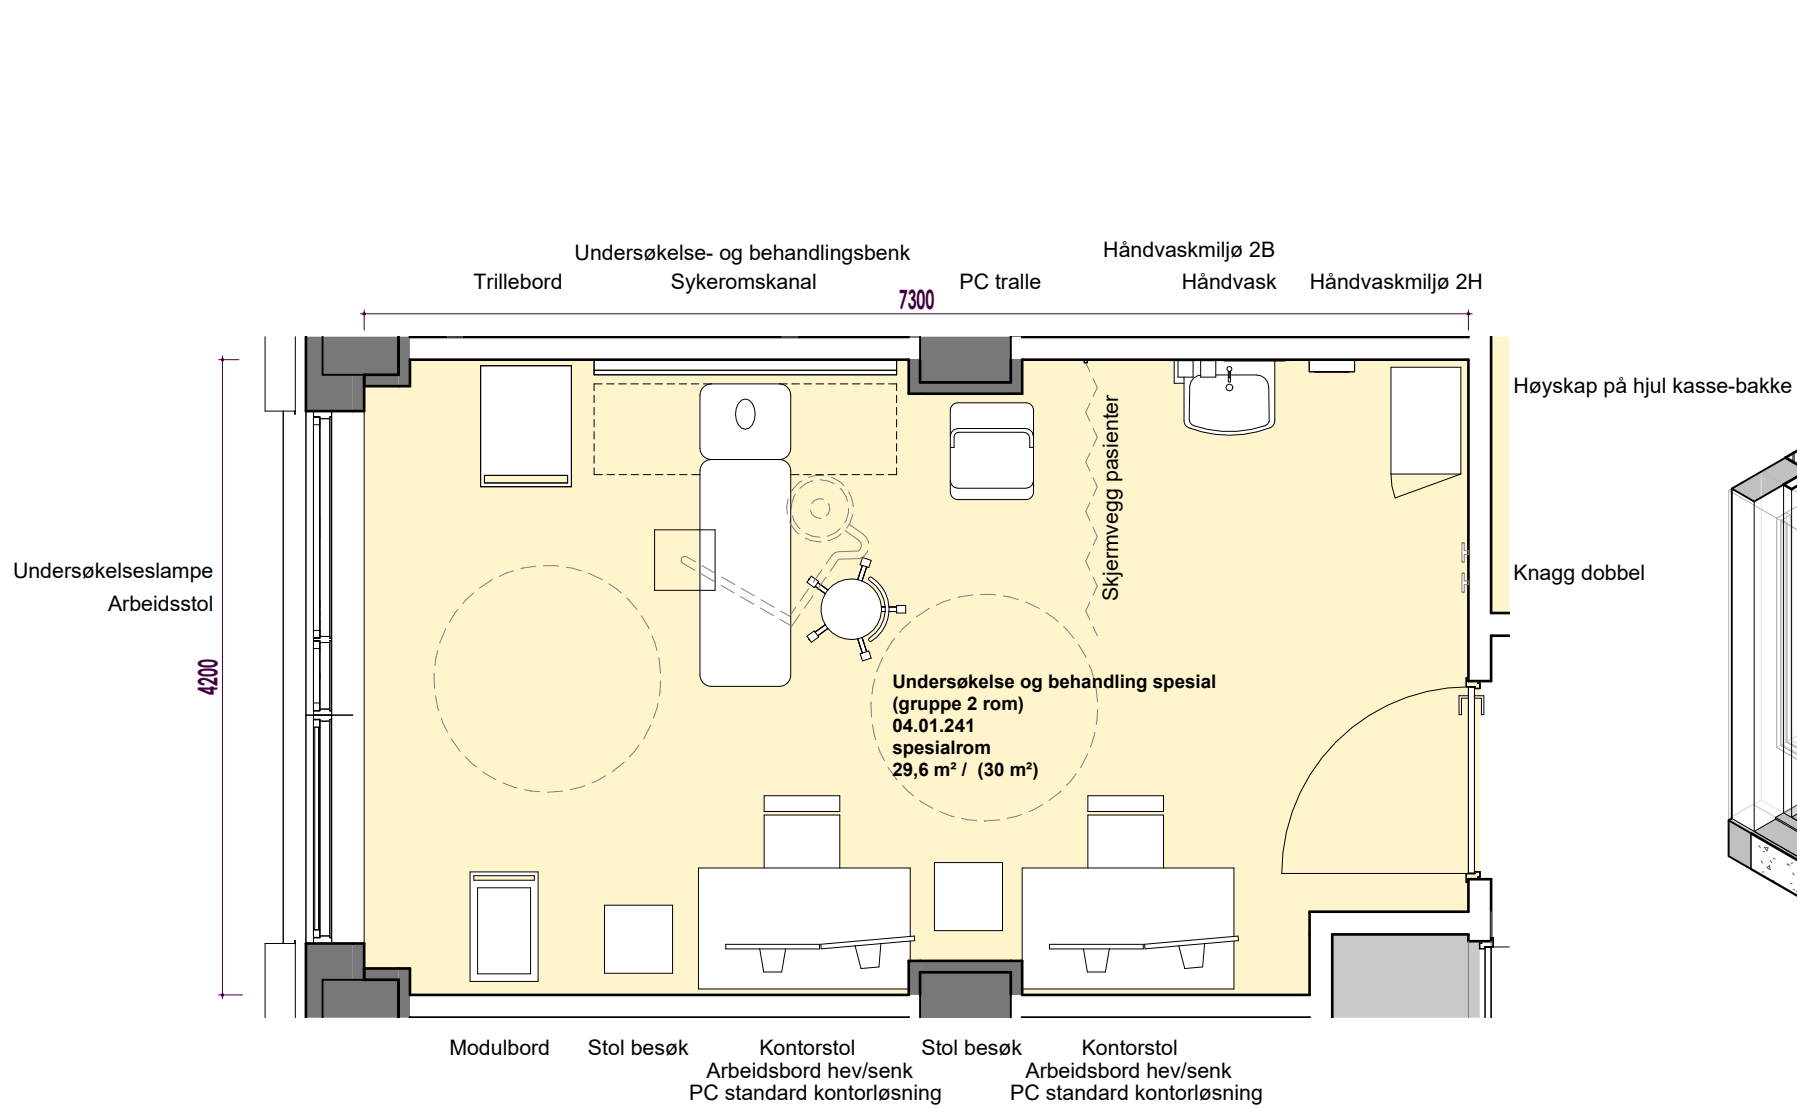 Undersøkelse- og behandlingsbenk
Håndvaskmiljø 2B
Trillebord
Sykeromskanal
PC tralle
Håndvask
Håndvaskmiljø 2H
7300
Høyskap på hjul kasse-bakke
Skjermvegg pasienter
Undersøkelseslampe
Arbeidsstol
Knagg dobbel
4200
Undersøkelse og behandling spesial
(gruppe 2 rom)
04.01.241
spesialrom
29,6 m² / (30 m²)
Modulbord
Stol besøk
Kontorstol
Arbeidsbord hev/senk
PC standard kontorløsning
Stol besøk
Kontorstol
Arbeidsbord hev/senk
PC standard kontorløsning